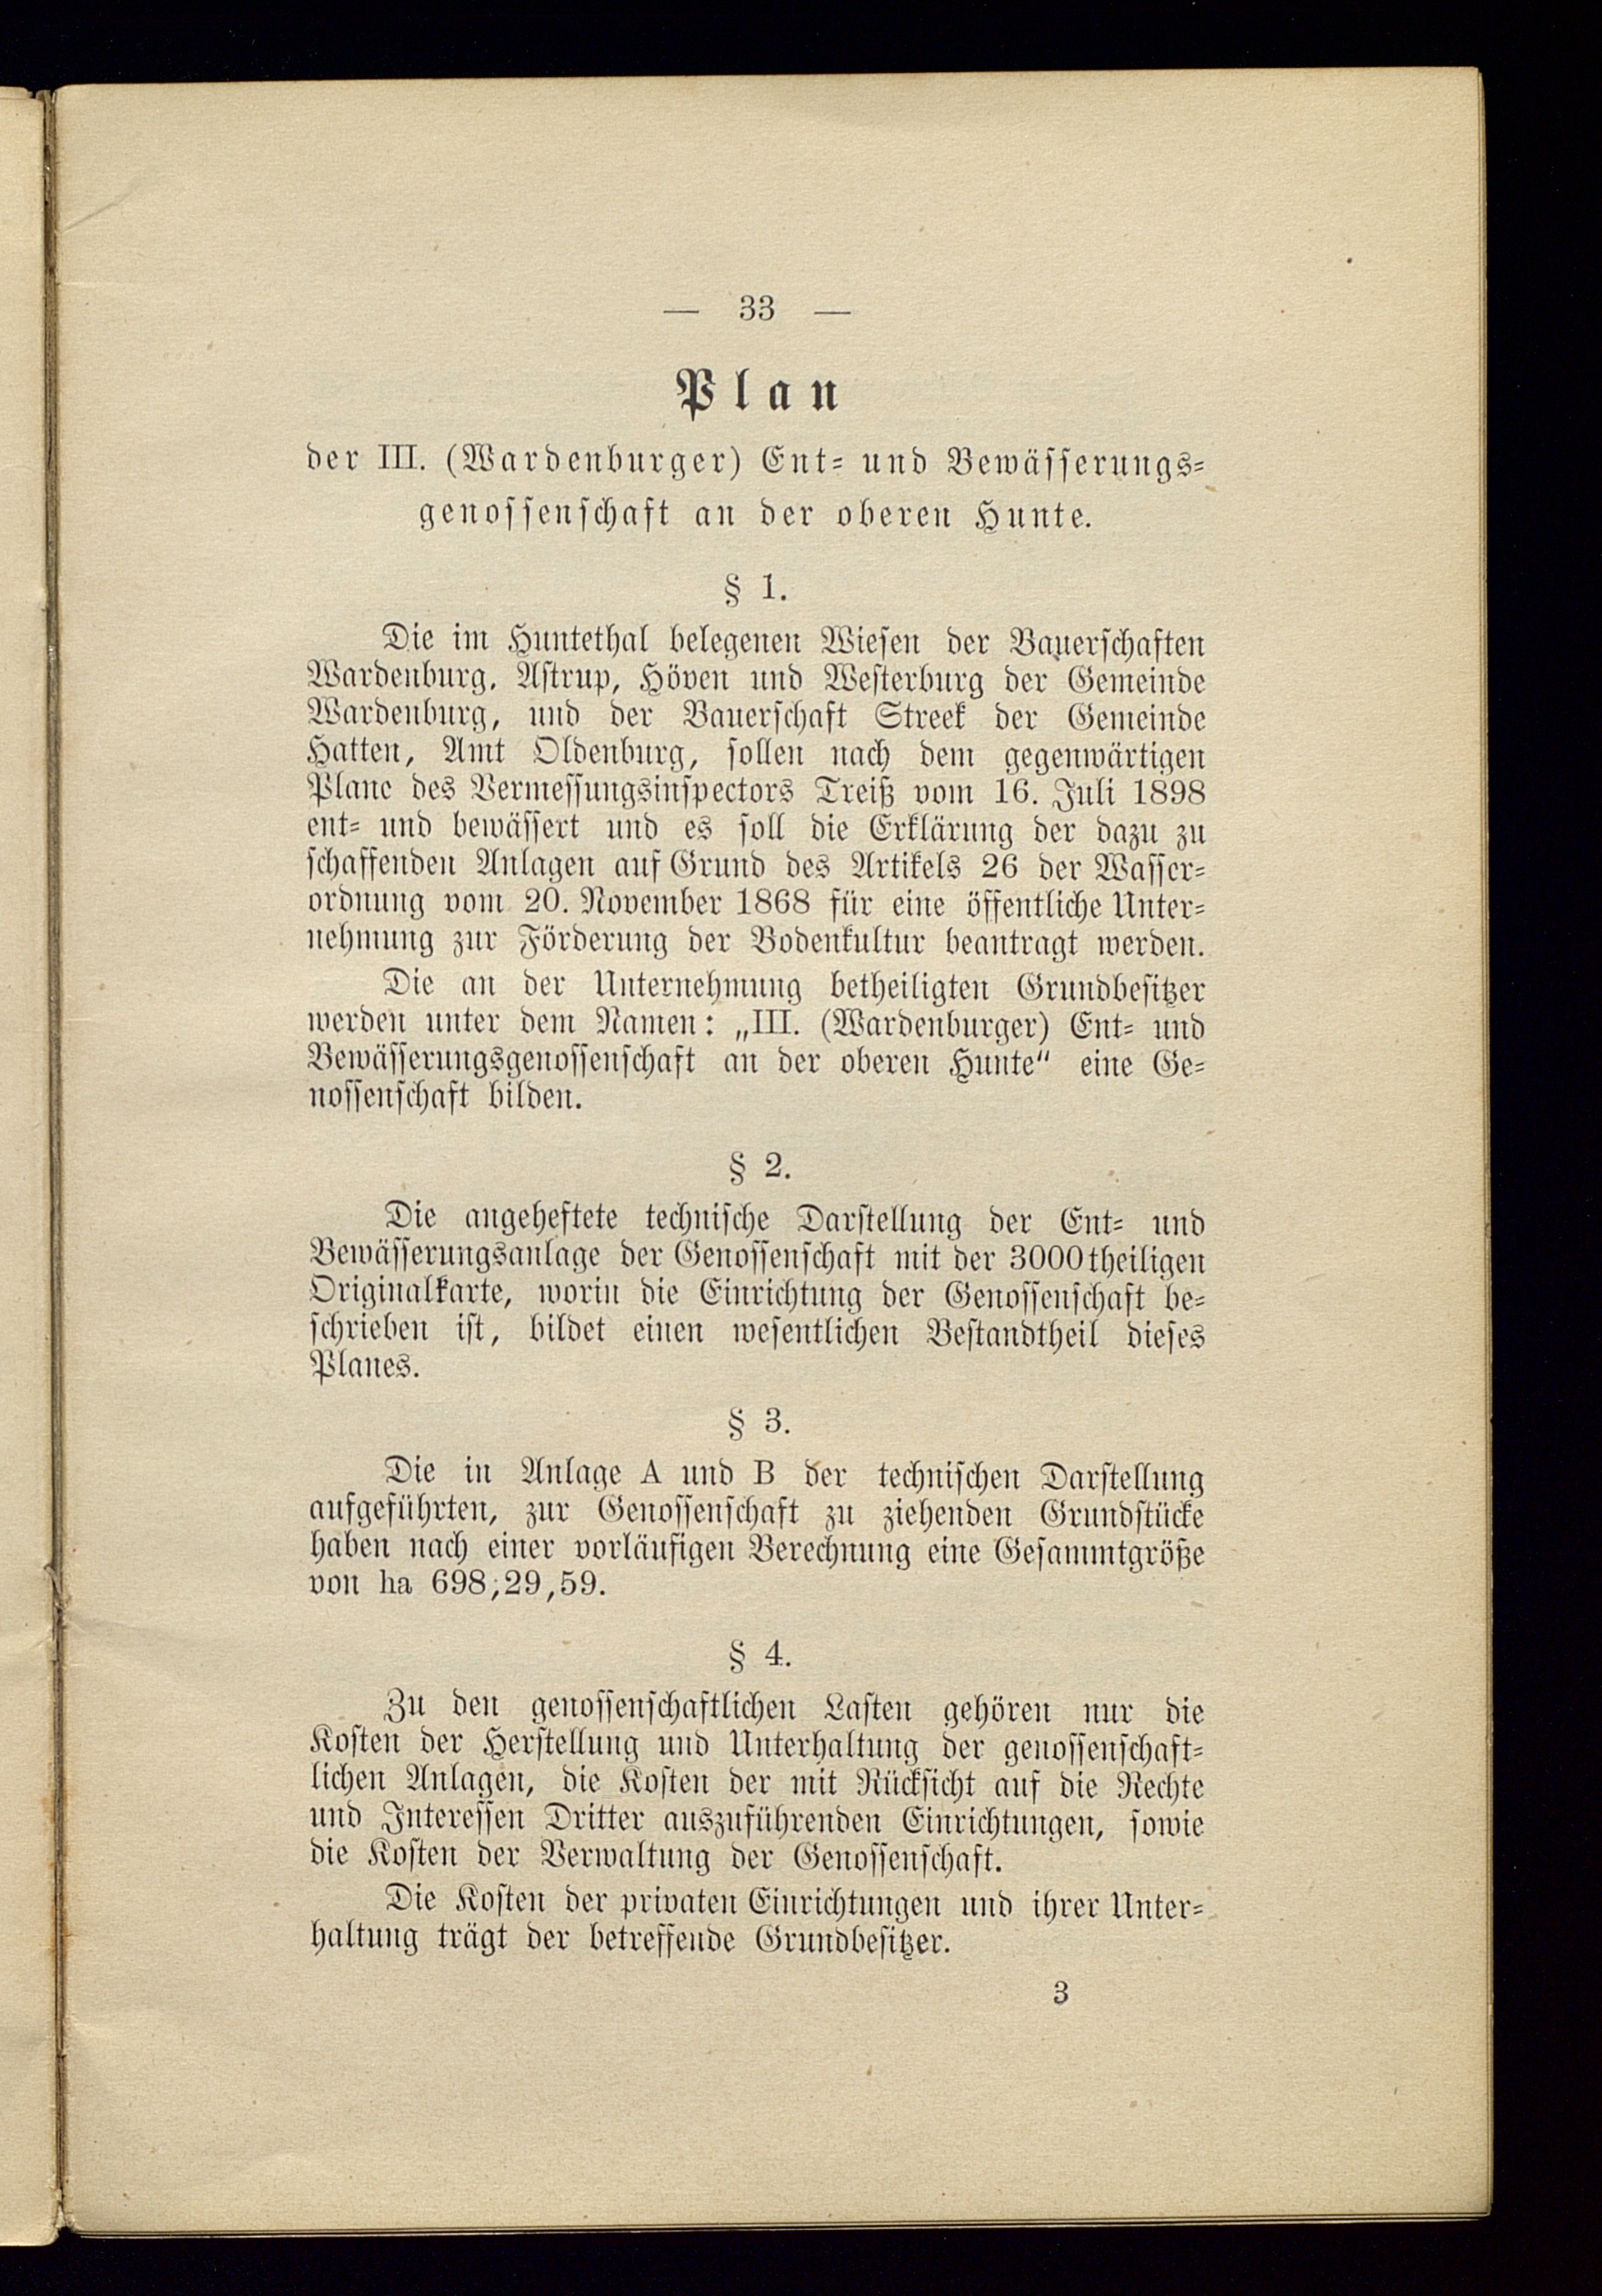 — 33 —
Plan
der III. (Wardenburger) Ent- und Bewässerungs-
genossenschaft an der oberen Hunte.
§ 1.
Die im Huntethal belegenen Wiesen der Bauerschaften
Wardenburg, Astrup, Höven und Westerburg der Gemeinde
Wardenburg, und der Bauerschaft Streek der Gemeinde
Hatten, Amt Oldenburg, sollen nach dem gegenwärtigen
Plane des Vermessungsinspectors Treiß vom 16. Juli 1898
ent- und bewässert und es soll die Erklärung der dazu zu
schaffenden Anlagen auf Grund des Artikels 26 der Wasser-
ordnung vom 20. November 1868 für eine öffentliche Unter-
nehmung zur Förderung der Bodenkultur beantragt werden.
Die an der Unternehmung betheiligten Grundbesitzer
werden unter dem Namen: „III. (Wardenburger) Ent- und
Bewässerungsgenossenschaft an der oberen Hunte" eine Ge-
nossenschaft bilden.
§ 2.
Die angeheftete technische Darstellung der Ent- und
Bewässerungsanlage der Genossenschaft mit der 3000theiligen
Originalkarte, worin die Einrichtung der Genossenschaft be-
schrieben ist, bildet einen wesentlichen Bestandtheil dieses
Planes.
§ 3.
Die in Anlage A und B der technischen Darstellung
aufgeführten, zur Genossenschaft zu ziehenden Grundstücke
haben nach einer vorläufigen Berechnung eine Gesammtgröße
von ha 698,29,59.
§ 4.
Zu den genossenschaftlichen Lasten gehören nur die
Kosten der Herstellung und Unterhaltung der genossenschaft-
lichen Anlagen, die Kosten der mit Rücksicht auf die Rechte
und Interessen Dritter auszuführenden Einrichtungen, sowie
die Kosten der Verwaltung der Genossenschaft.
Die Kosten der privaten Einrichtungen und ihrer Unter-
haltung trägt der betreffende Grundbesitzer.
3